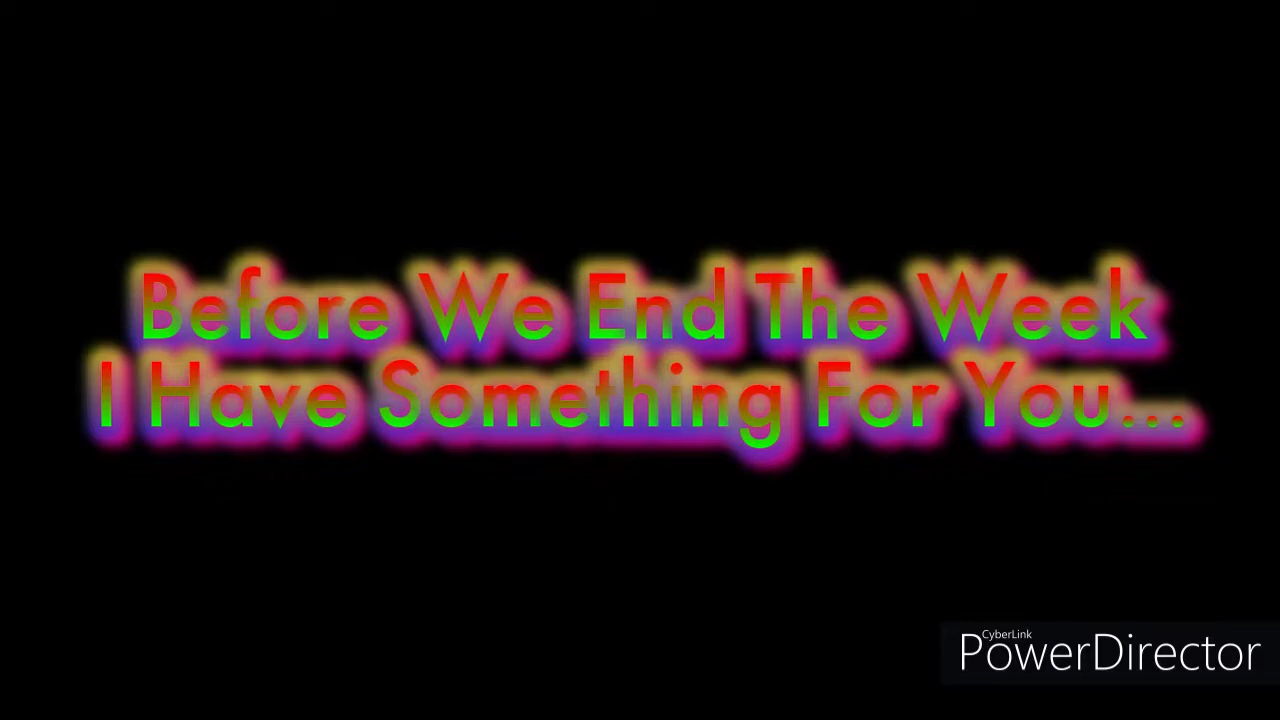 Before We End The Week
I Have Something For You...
CyberLink
PowerDirector